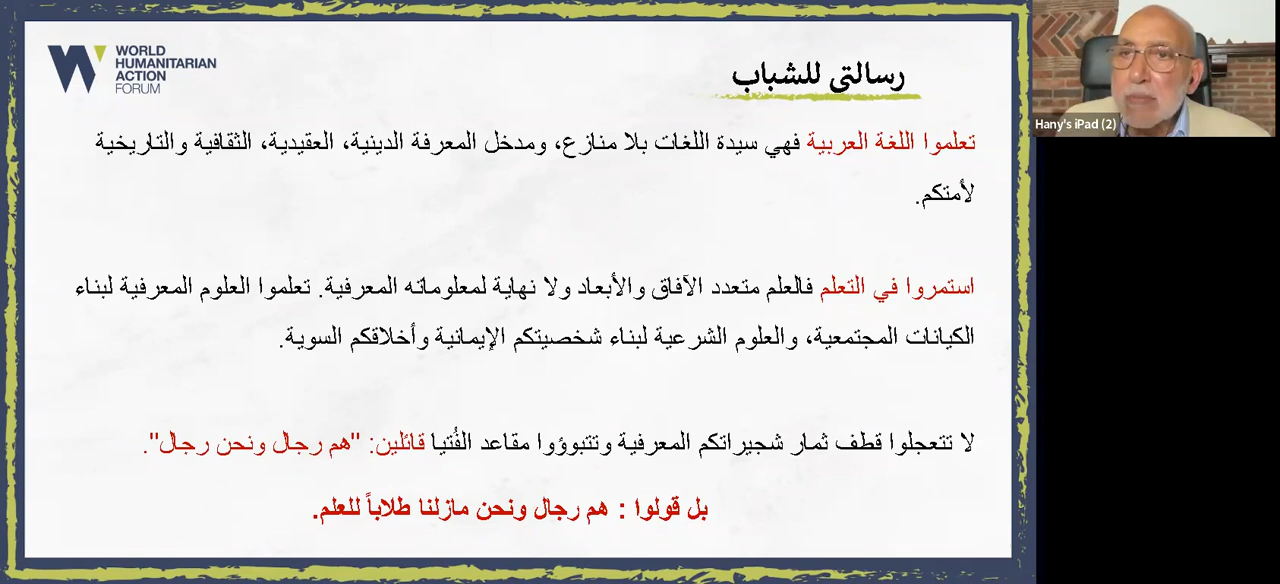 WORLD
HUMANITARIAN
ACTION
FORUM
رسالتي للشباب
Hany's iPad (2)
تعلموا اللغة العربية فهي سيدة اللغات بلا منازع، ومدخل المعرفة الدينية، العقيدية، الثقافية والتاريخية
لأمتكم.
استمروا في التعلم فالعلم متعدد الآفاق والأبعاد ولا نهاية لمعلوماته المعرفية. تعلموا العلوم المعرفية لبناء
الكيانات المجتمعية، والعلوم الشرعية لبناء شخصيتكم الإيمانية وأخلاقكم السوية.
لا تتعجلوا قطف ثمار شجيراتكم المعرفية وتتبوؤوا مقاعد الفُتيا قائلين: "هم رجال ونحن رجال".
بل قولوا : هم رجال ونحن مازلنا طلاباً للعلم.